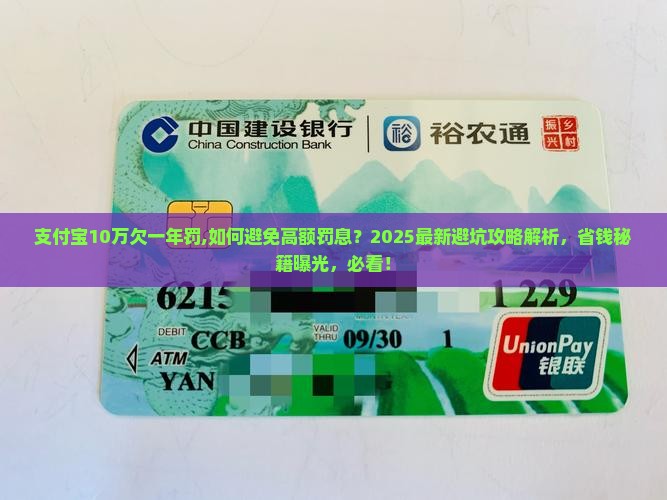 中国建设银行
China Construction Bank
裕
裕农通
振乡
兴村
支付宝10万欠一年罚,如何避免高额罚息？2025最新避坑攻略解析，省钱秘
籍曝光，必看！
6215
1 229
MONTH/YEAR
DEBIT CCB VALID THRU 09/30 1
ATM
YAN
UnionPay
银联